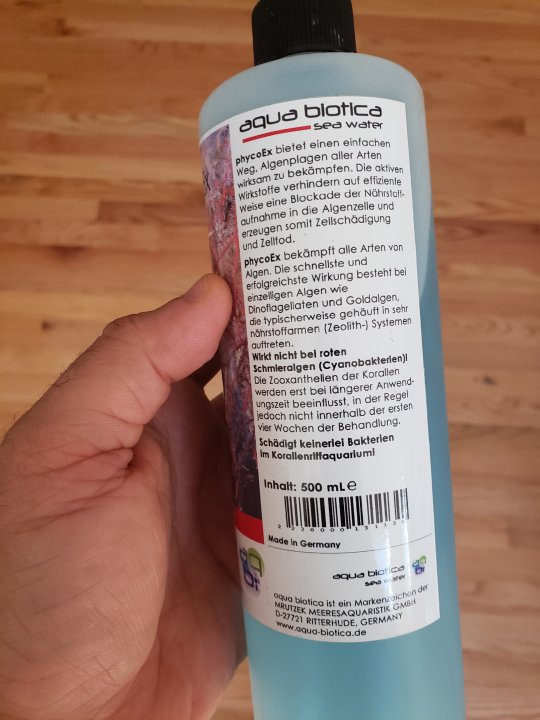 aqua biotica
sea water
phycoEx bietet einen einfachen
Weg, Algenplagen aller Arten
wirksam zu bekämpfen. Die aktiven
Wirkstoffe verhindern auf effiziente
Weise eine Blockade der Nährstoff-
aufnahme in die Algenzelle und
erzeugen somit Zellschädigung
und Zelltod.
phycoEx bekämpft alle Arten von
Algen. Die schnellste und
erfolgreichste Wirkung besteht bei
einzelligen Algen wie
Dinoflagellaten und Goldalgen,
die typischerweise gehäuft in sehr
nährstoffarmen (Zeolith-) Systemen
auftreten.
Wirkt nicht bei roten
Schmieralgen (Cyanobakterien)!
Die Zooxanthellen der Korallen
werden erst bei längerer Anwend-
ungszeit beeinflusst, in der Regel
jedoch nicht innerhalb der ersten
vier Wochen der Behandlung.
Schädigt keinerlei Bakterien
im Korallenriffaquarium!
Inhalt: 500 mL e
Made in Germany
aqua biotica
sea water
aqua biotica ist ein Markenzeichen der
MRUTZEK MEERESAQUARISTIK GMBH
D-27721 RITTERHUDE, GERMANY
www.aqua-biotica.de